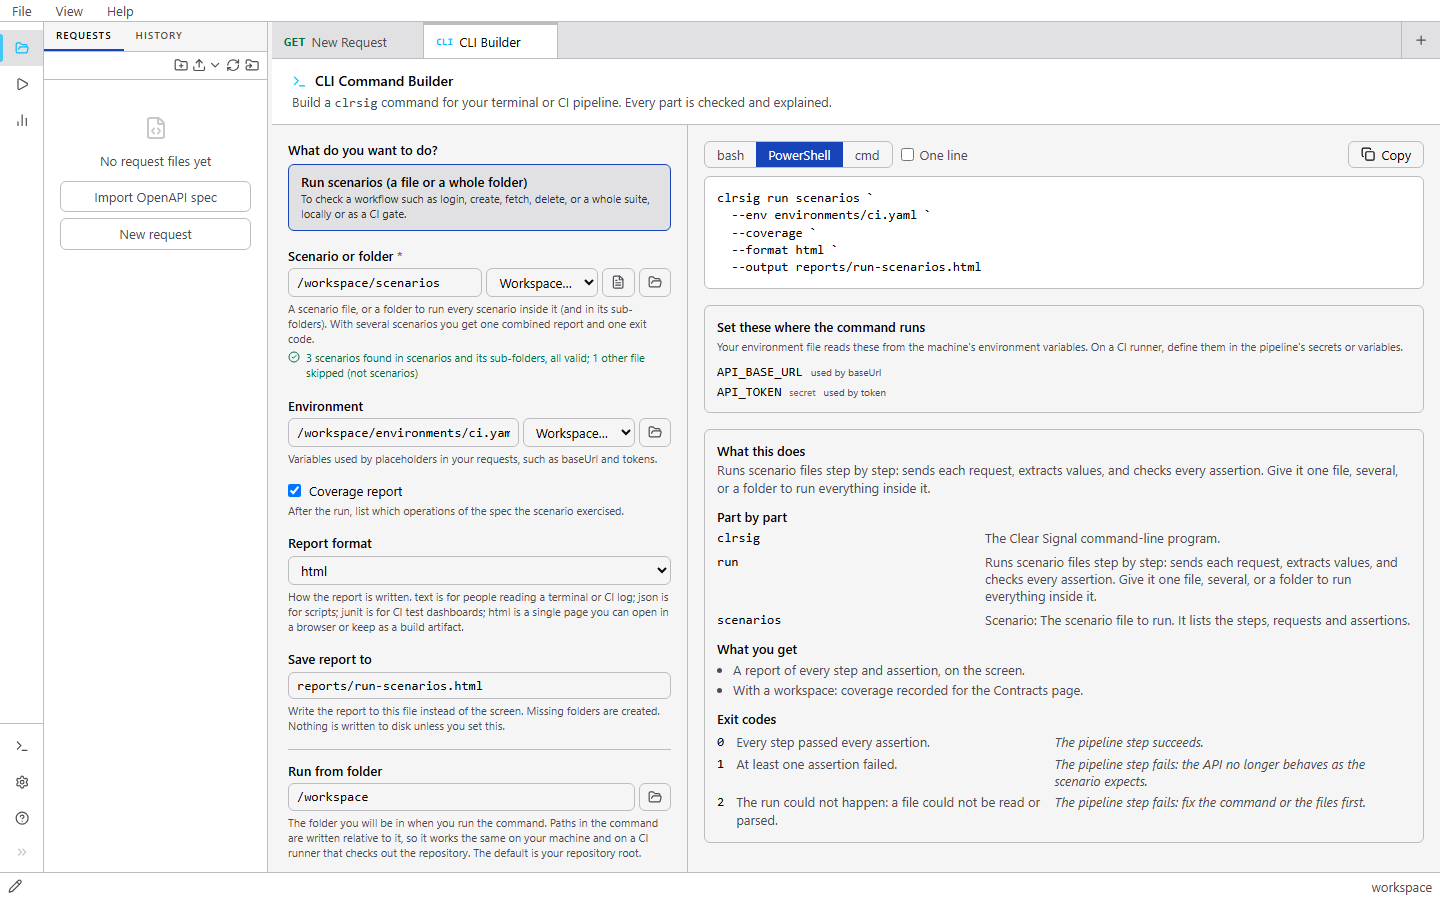 File View Help
REQUESTS HISTORY
GET New Request
CLI CLI Builder
CLI Command Builder
Build a clrsig command for your terminal or CI pipeline. Every part is checked and explained.
No request files yet
Import OpenAPI spec
New request
What do you want to do?
Run scenarios (a file or a whole folder)
To check a workflow such as login, create, fetch, delete, or a whole suite,
locally or as a CI gate.
Scenario or folder *
/workspace/scenarios
Workspace...
A scenario file, or a folder to run every scenario inside it (and in its sub-
folders). With several scenarios you get one combined report and one exit
code.
3 scenarios found in scenarios and its sub-folders, all valid; 1 other file
skipped (not scenarios)
Environment
/workspace/environments/ci.yam
Workspace...
Variables used by placeholders in your requests, such as baseUrl and tokens.
Coverage report
After the run, list which operations of the spec the scenario exercised.
Report format
html
How the report is written. text is for people reading a terminal or CI log; json is
for scripts; junit is for CI test dashboards; html is a single page you can open in
a browser or keep as a build artifact.
Save report to
reports/run-scenarios.html
Write the report to this file instead of the screen. Missing folders are created.
Nothing is written to disk unless you set this.
Run from folder
/workspace
The folder you will be in when you run the command. Paths in the command
are written relative to it, so it works the same on your machine and on a CI
runner that checks out the repository. The default is your repository root.
bash PowerShell cmd One line
Copy
clrsig run scenarios `
--env environments/ci.yaml `
--coverage `
--format html `
--output reports/run-scenarios.html
Set these where the command runs
Your environment file reads these from the machine's environment variables. On a CI runner, define them in the pipeline's secrets or variables.
API_BASE_URL used by baseUrl
API_TOKEN secret used by token
What this does
Runs scenario files step by step: sends each request, extracts values, and checks every assertion. Give it one file, several,
or a folder to run everything inside it.
Part by part
clrsig The Clear Signal command-line program.
run Runs scenario files step by step: sends each request, extracts values, and
checks every assertion. Give it one file, several, or a folder to run
everything inside it.
scenarios Scenario: The scenario file to run. It lists the steps, requests and assertions.
What you get
• A report of every step and assertion, on the screen.
• With a workspace: coverage recorded for the Contracts page.
Exit codes
0 Every step passed every assertion. The pipeline step succeeds.
1 At least one assertion failed. The pipeline step fails: the API no longer behaves as the
scenario expects.
2 The run could not happen: a file could not be read or The pipeline step fails: fix the command or the files first.
parsed.
workspace